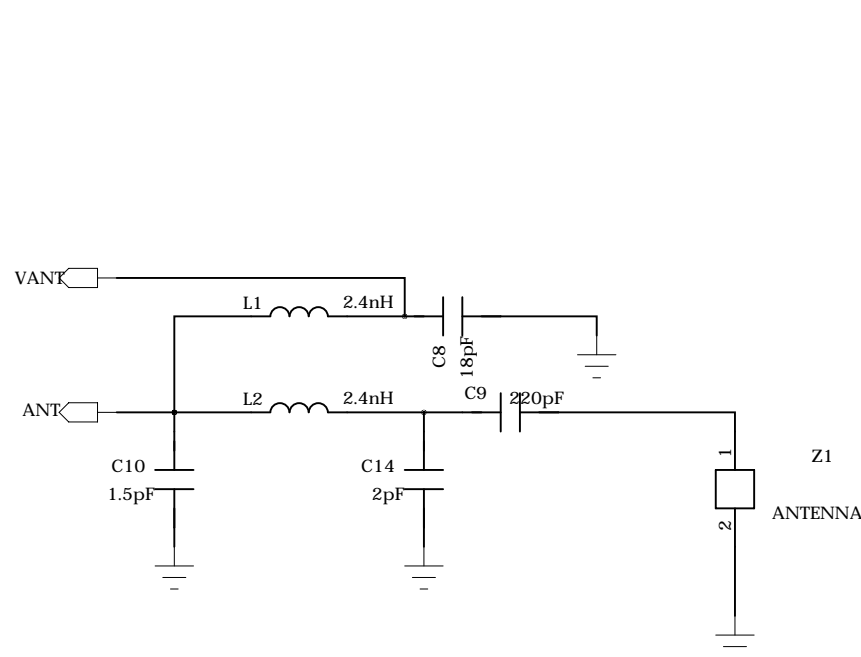 VANT
L1 2.4nH
C8 18pF
ANT L2 2.4nH C9 220pF
C10 C14 1 Z1
1.5pF 2pF
2 ANTENNA